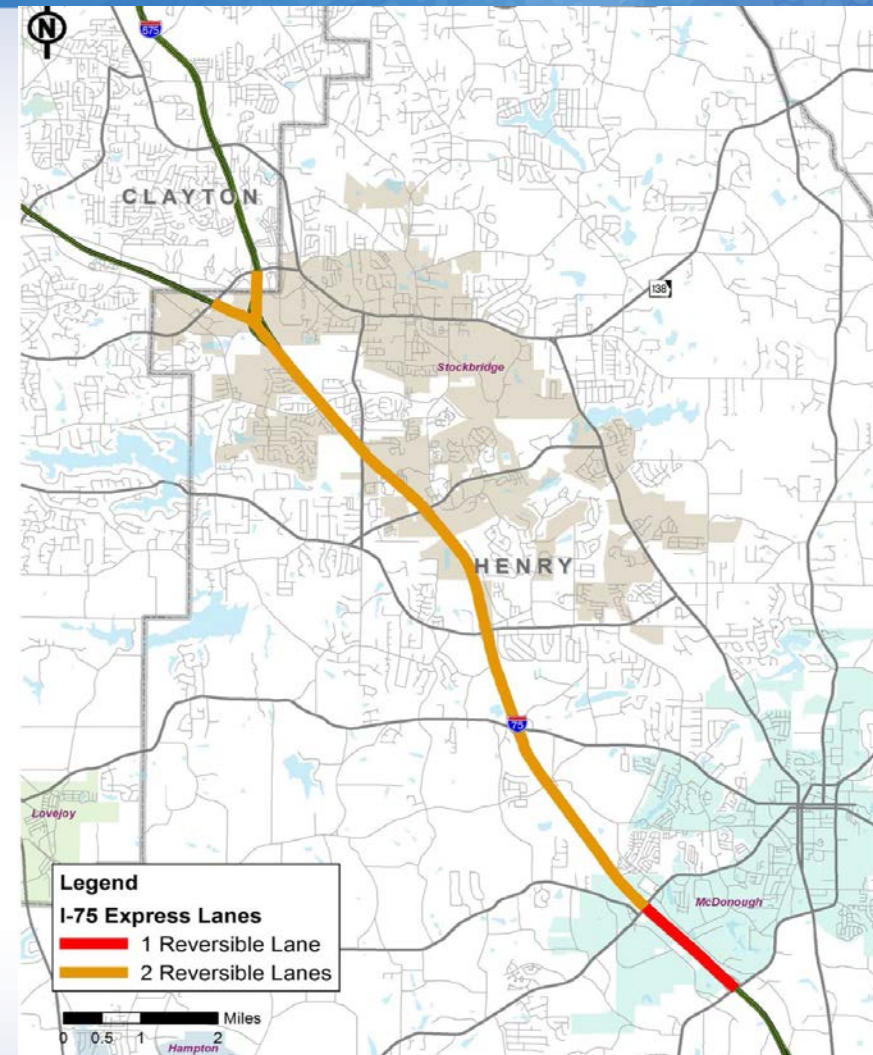 N
675
CLAYTON
138
Stockbridge
HENRY
75
Lovejoy
McDonough
Legend
I-75 Express Lanes
1 Reversible Lane
2 Reversible Lanes
Miles
0 0.5 1 2
Hampton